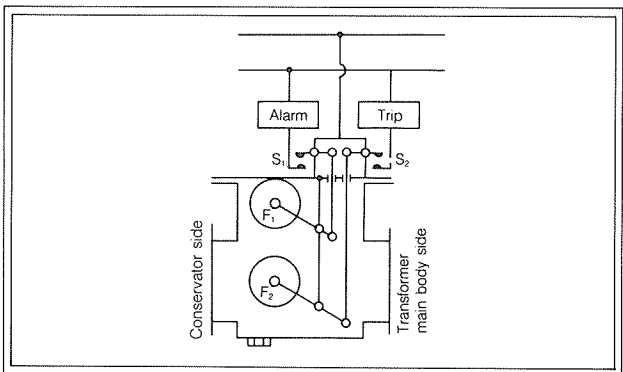 Alarm
Trip
S₁
S₂
F₁
F₂
Conservator side
Transformer
main body side